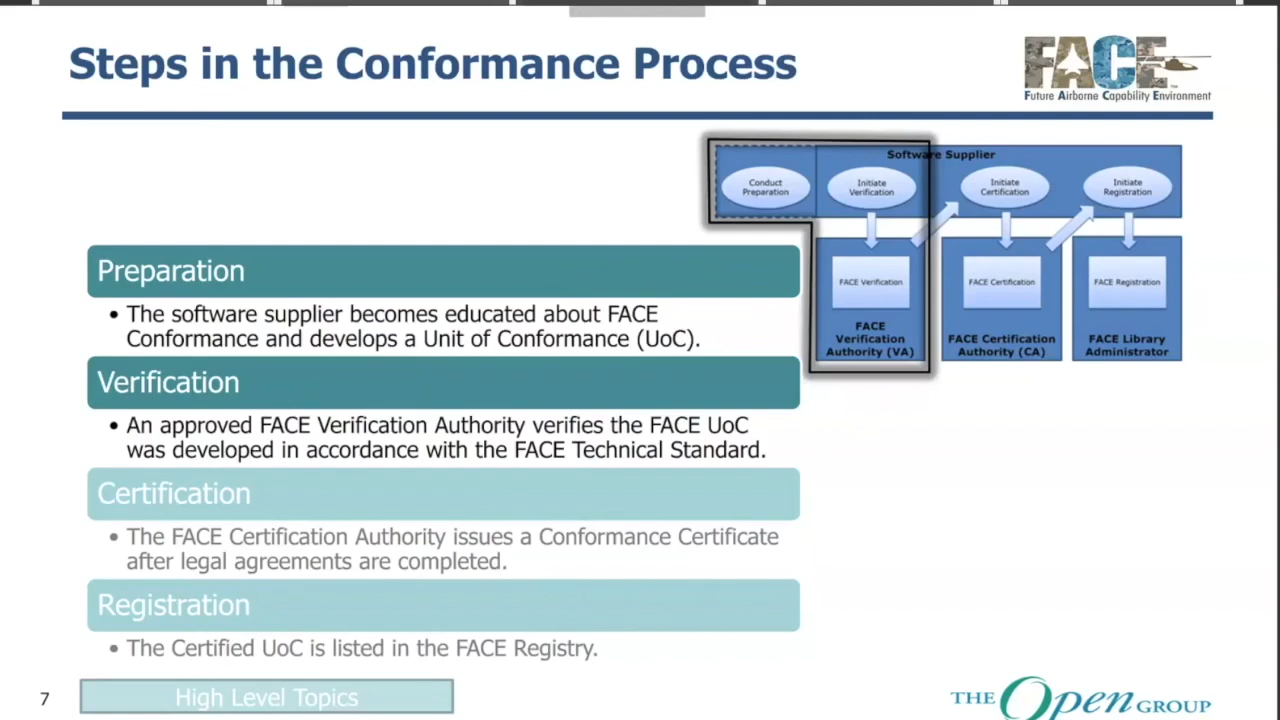 Steps in the Conformance Process
FACE
Future Airborne Capability Environment
Software Supplier
Conduct
Preparation
Initiate
Verification
Initiate
Certification
Initiate
Registration
FACE Verification
FACE Certification
FACE Registration
FACE
Verification
Authority (VA)
FACE Certification
Authority (CA)
FACE Library
Administrator
Preparation
• The software supplier becomes educated about FACE
Conformance and develops a Unit of Conformance (UoC).
Verification
• An approved FACE Verification Authority verifies the FACE UoC
was developed in accordance with the FACE Technical Standard.
Certification
• The FACE Certification Authority issues a Conformance Certificate
after legal agreements are completed.
Registration
• The Certified UoC is listed in the FACE Registry.
7
High Level Topics
THE Open GROUP